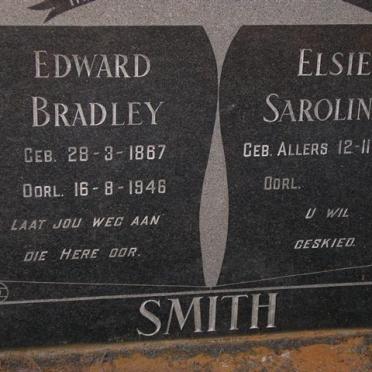 EDWARD
BRADLEY
GEB. 28-3-1867
OORL. 16-8-1946
LAAT JOU WEG AAN
DIE HERE OOR.
ELSIE
SAROLIN
GEB. ALLERS 12-11
OORL.
U WIL
GESKIED.
SMITH